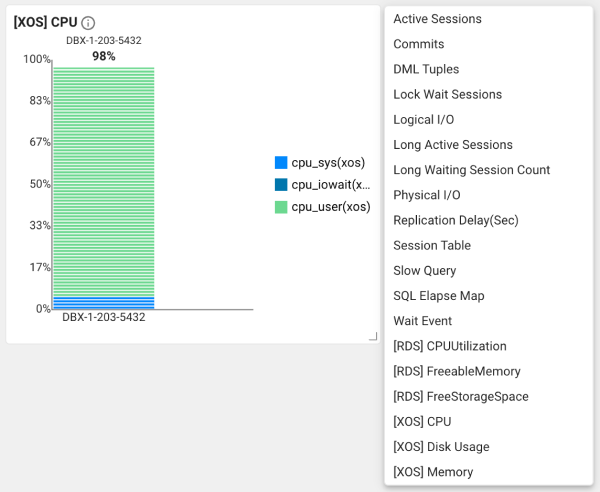 [XOS] CPU
DBX-1-203-5432
98%
100%
83%
67%
50%
33%
17%
0%
DBX-1-203-5432
cpu_sys(xos)
cpu_iowait(x...
cpu_user(xos)
Active Sessions
Commits
DML Tuples
Lock Wait Sessions
Logical I/O
Long Active Sessions
Long Waiting Session Count
Physical I/O
Replication Delay(Sec)
Session Table
Slow Query
SQL Elapse Map
Wait Event
[RDS] CPUUtilization
[RDS] FreeableMemory
[RDS] FreeStorageSpace
[XOS] CPU
[XOS] Disk Usage
[XOS] Memory